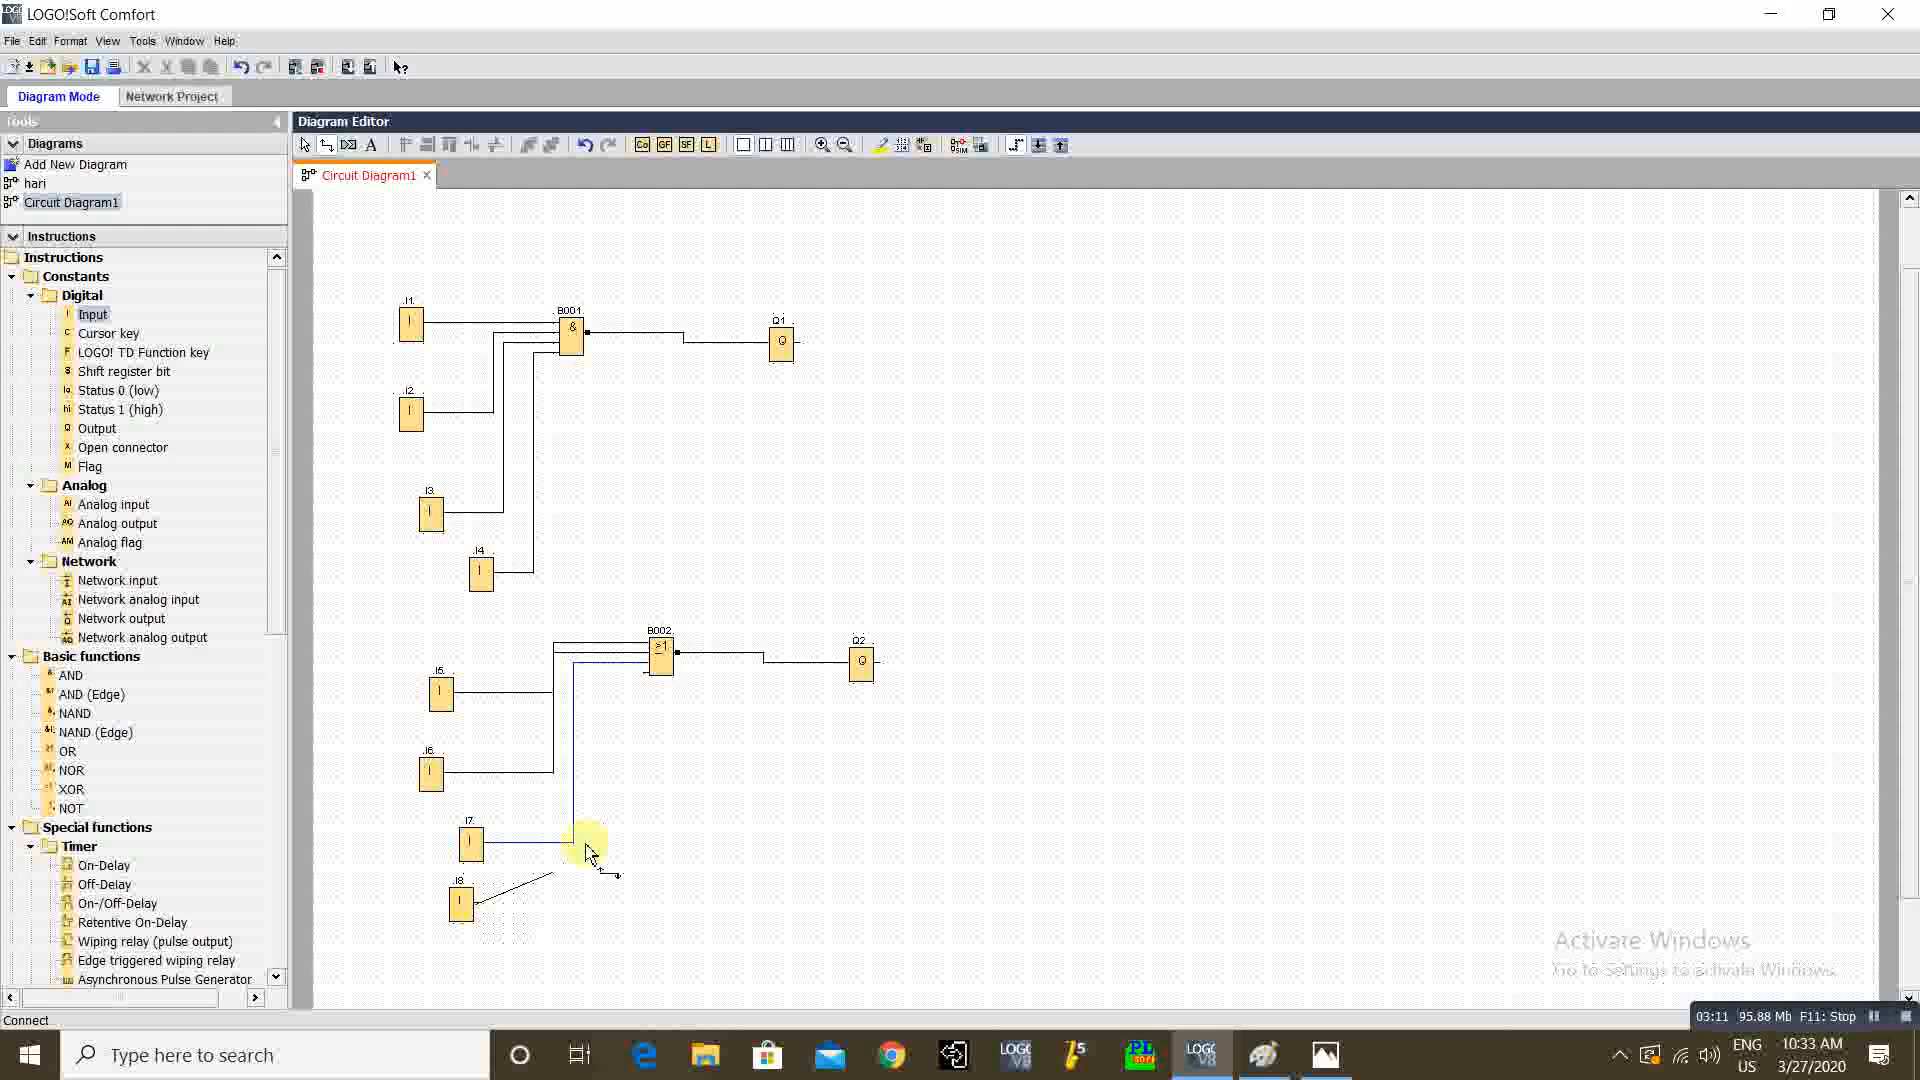 LOGO!Soft Comfort
File Edit Format View Tools Window Help
Diagram Mode Network Project
Tools
Diagrams
Add New Diagram
hari
Circuit Diagram1
Instructions
Instructions
Constants
Digital
Input
Cursor key
LOGO! TD Function key
Shift register bit
Status 0 (low)
Status 1 (high)
Output
Open connector
Flag
Analog
Analog input
Analog output
Analog flag
Network
Network input
Network analog input
Network output
Network analog output
Basic functions
AND
AND (Edge)
NAND
NAND (Edge)
OR
NOR
XOR
NOT
Special functions
Timer
On-Delay
Off-Delay
On-/Off-Delay
Retentive On-Delay
Wiping relay (pulse output)
Edge triggered wiping relay
Asynchronous Pulse Generator
Connect
Diagram Editor
A Co GF SF L
Circuit Diagram1
I1
I
B001
&
Q1
Q
I2
I
I3
I
I4
I
B002
≥1
Q2
Q
I5
I
I6
I
I7
I
I8
I
Activate Windows
Go to Settings to activate Windows.
03:11 95.88 Mb F11: Stop
Type here to search
ENG
US
10:33 AM
3/27/2020